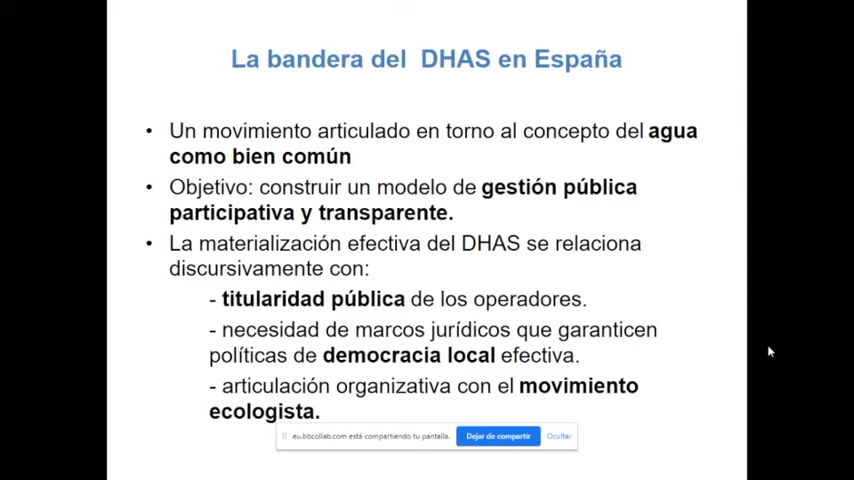 La bandera del DHAS en España
• Un movimiento articulado en torno al concepto del agua
como bien común
• Objetivo: construir un modelo de gestión pública
participativa y transparente.
• La materialización efectiva del DHAS se relaciona
discursivamente con:
- titularidad pública de los operadores.
- necesidad de marcos jurídicos que garanticen
políticas de democracia local efectiva.
- articulación organizativa con el movimiento
ecologista.
eu.bbcollab.com está compartiendo tu pantalla. Dejar de compartir Ocultar